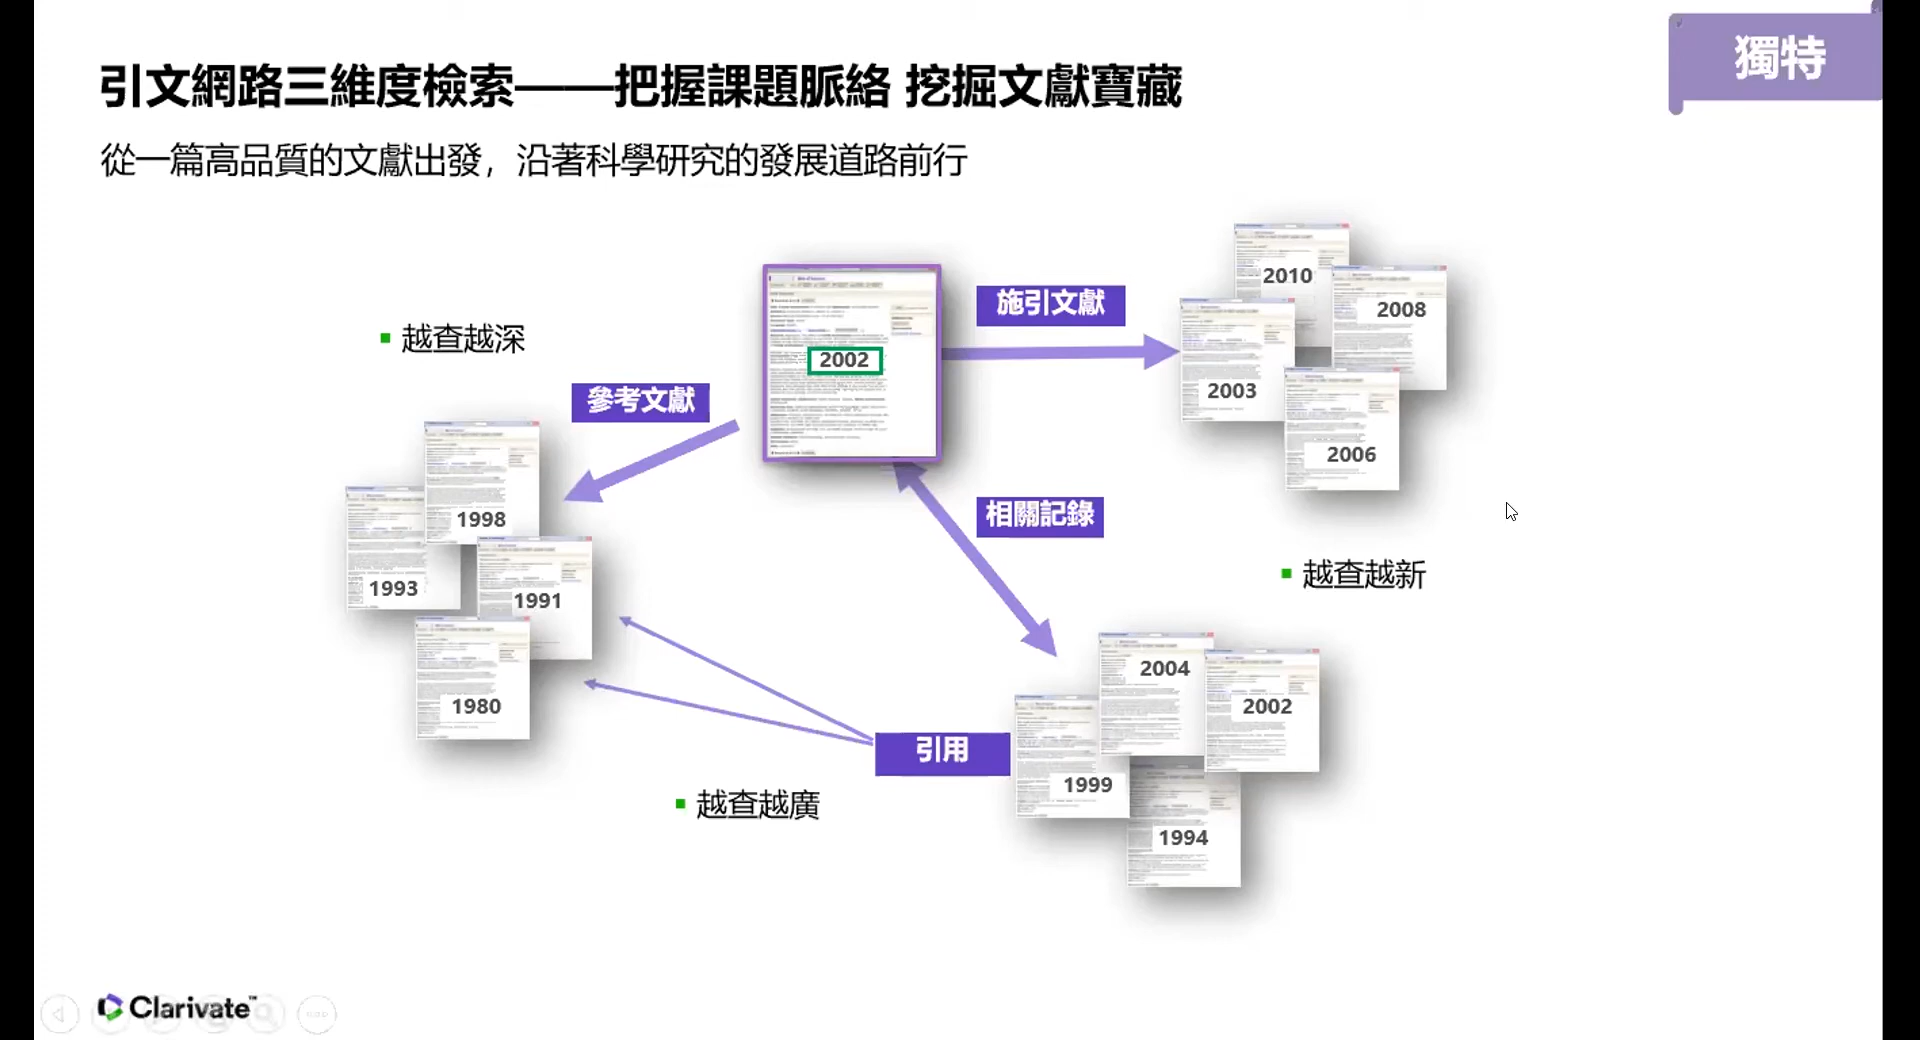 獨特
引文網路三維度檢索——把握課題脈絡 挖掘文獻寶藏
從一篇高品質的文獻出發，沿著科學研究的發展道路前行
越查越深
參考文獻
2002
施引文獻
2010
2008
2003
2006
1998
1993
1991
1980
相關記錄
越查越新
2004
2002
1999
1994
引用
越查越廣
Clarivate™